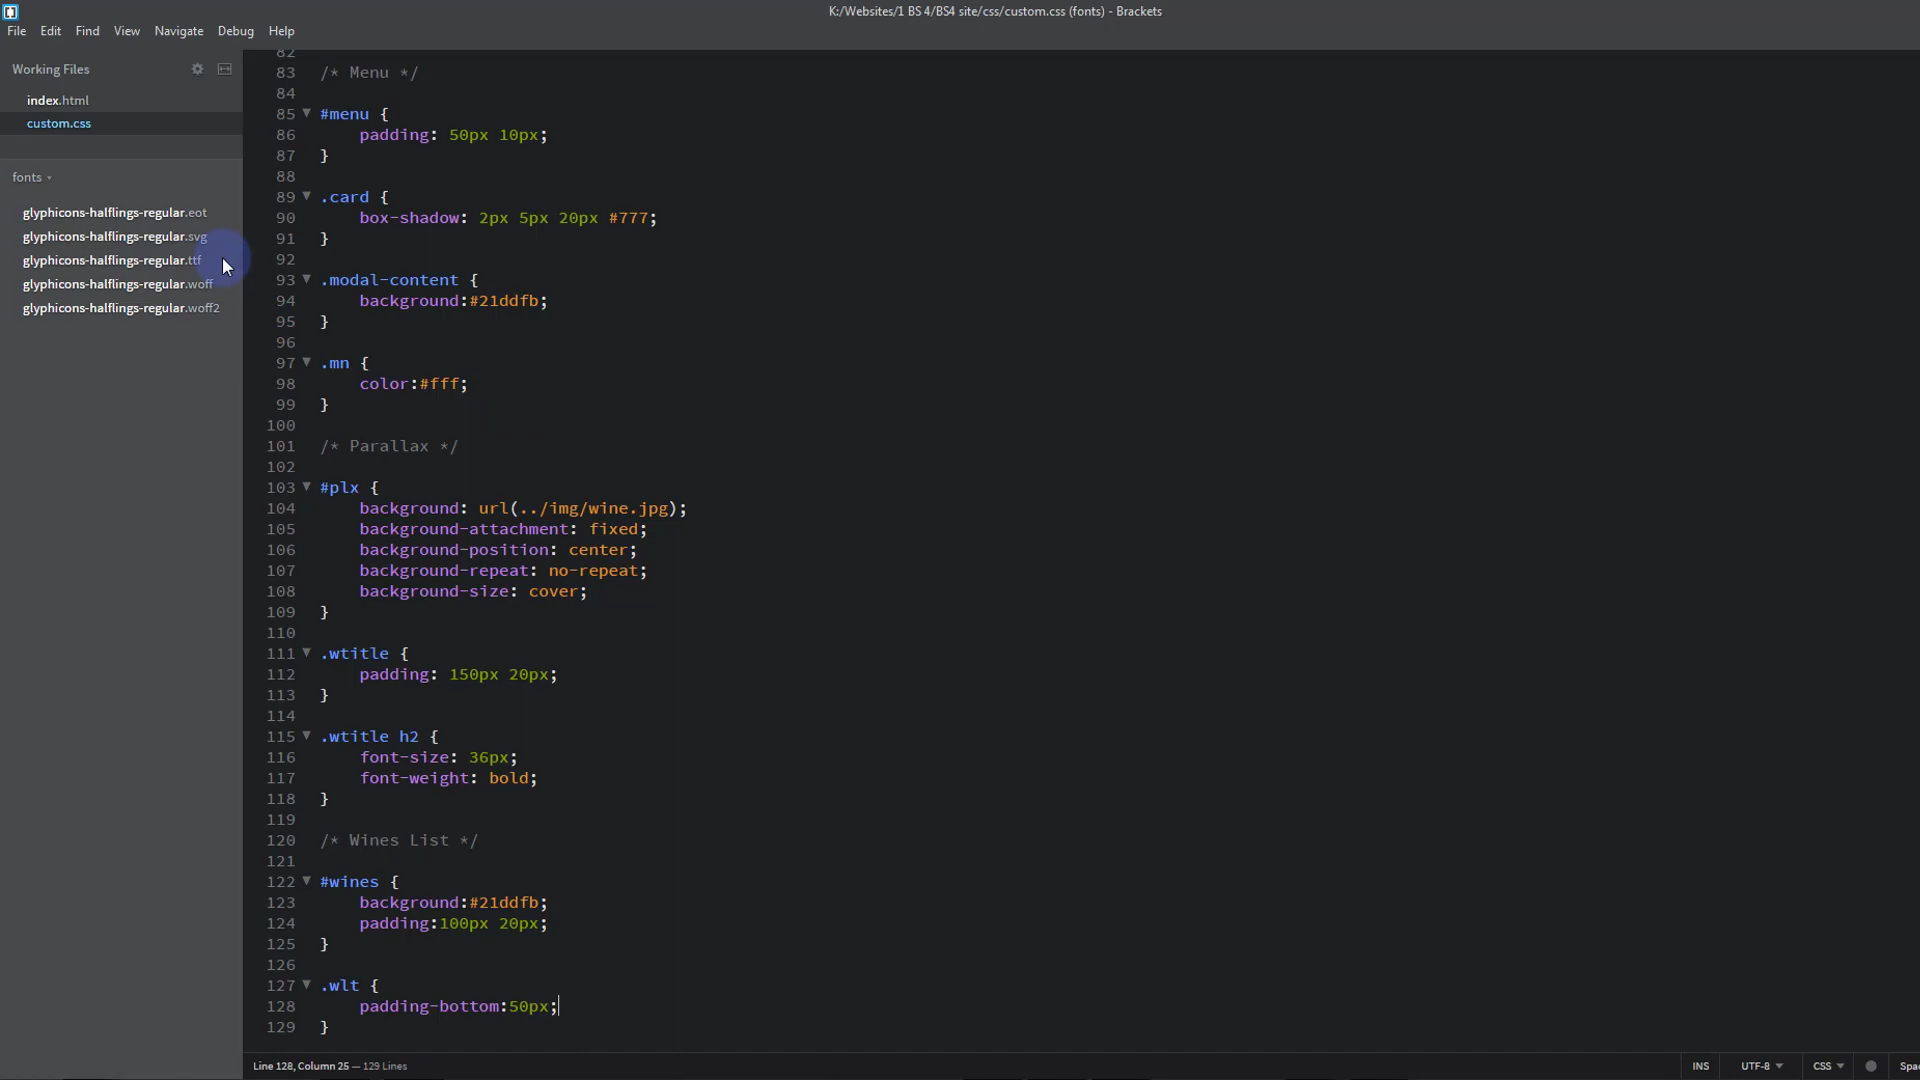 K:/Websites/1 BS 4/BS4 site/css/custom.css (fonts) - Brackets
File Edit Find View Navigate Debug Help
Working Files
index.html
custom.css
fonts
glyphicons-halflings-regular.eot
glyphicons-halflings-regular.svg
glyphicons-halflings-regular.ttf
glyphicons-halflings-regular.woff
glyphicons-halflings-regular.woff2
82
83 /* Menu */
84
85 #menu {
86 padding: 50px 10px;
87 }
88
89 .card {
90 box-shadow: 2px 5px 20px #777;
91 }
92
93 .modal-content {
94 background:#21ddfb;
95 }
96
97 .mn {
98 color:#fff;
99 }
100
101 /* Parallax */
102
103 #plx {
104 background: url(../img/wine.jpg);
105 background-attachment: fixed;
106 background-position: center;
107 background-repeat: no-repeat;
108 background-size: cover;
109 }
110
111 .wtitle {
112 padding: 150px 20px;
113 }
114
115 .wtitle h2 {
116 font-size: 36px;
117 font-weight: bold;
118 }
119
120 /* Wines List */
121
122 #wines {
123 background:#21ddfb;
124 padding:100px 20px;
125 }
126
127 .wlt {
128 padding-bottom:50px;
129 }
Line 128, Column 25 — 129 Lines
INS UTF-8 CSS Spac